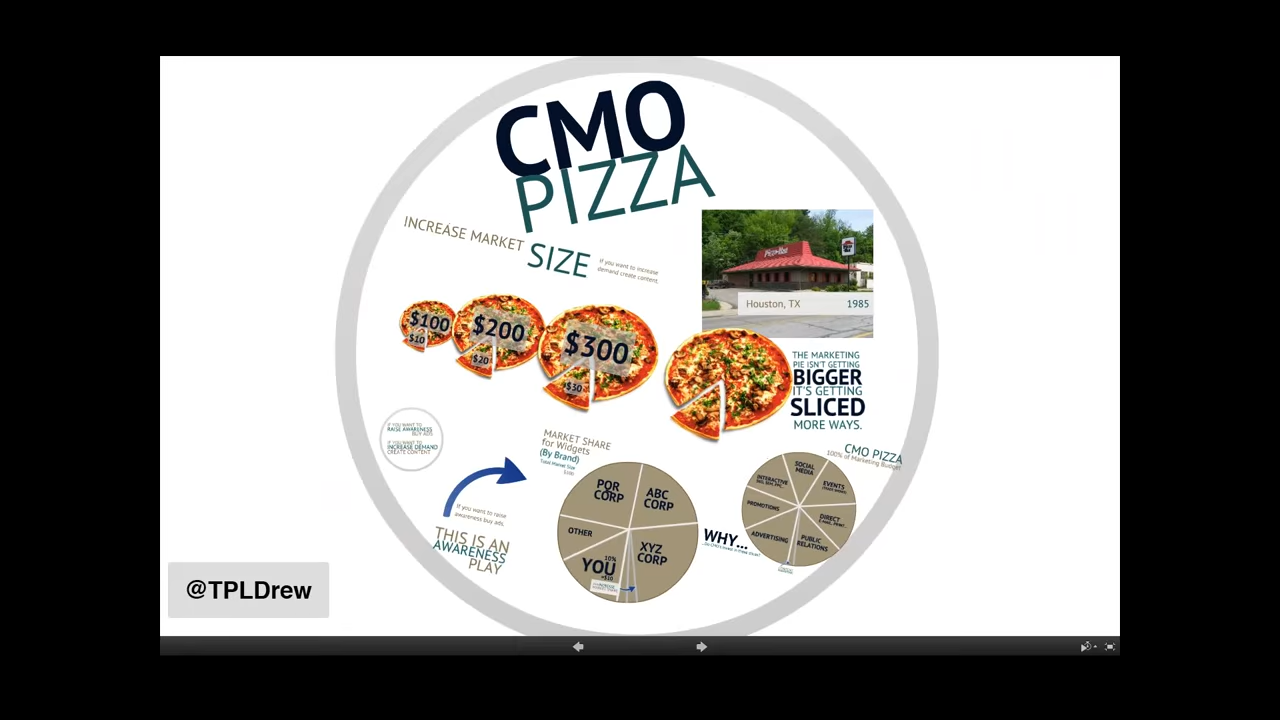 CMO
PIZZA
INCREASE MARKET
SIZE
If you want to increase
demand create content.
Pizza Hut
Houston, TX 1985
$100
$10
$200
$20
$300
$30
THE MARKETING
PIE ISN'T GETTING
BIGGER
IT'S GETTING
SLICED
MORE WAYS.
IF YOU WANT TO
RAISE AWARENESS
BUY ADS
IF YOU WANT TO
INCREASE DEMAND
CREATE CONTENT
MARKET SHARE
for Widgets
(By Brand)
Total Market Size
$100
If you want to raise
awareness buy ads.
THIS IS AN
AWARENESS
PLAY
PQR
CORP
ABC
CORP
OTHER
XYZ
CORP
10%
YOU
=$10
WHY...
CMO PIZZA
100% of Marketing Budget
SOCIAL
MEDIA
EVENTS
INTERACTIVE
PROMOTIONS
DIRECT
ADVERTISING
PUBLIC
RELATIONS
@TPLDrew